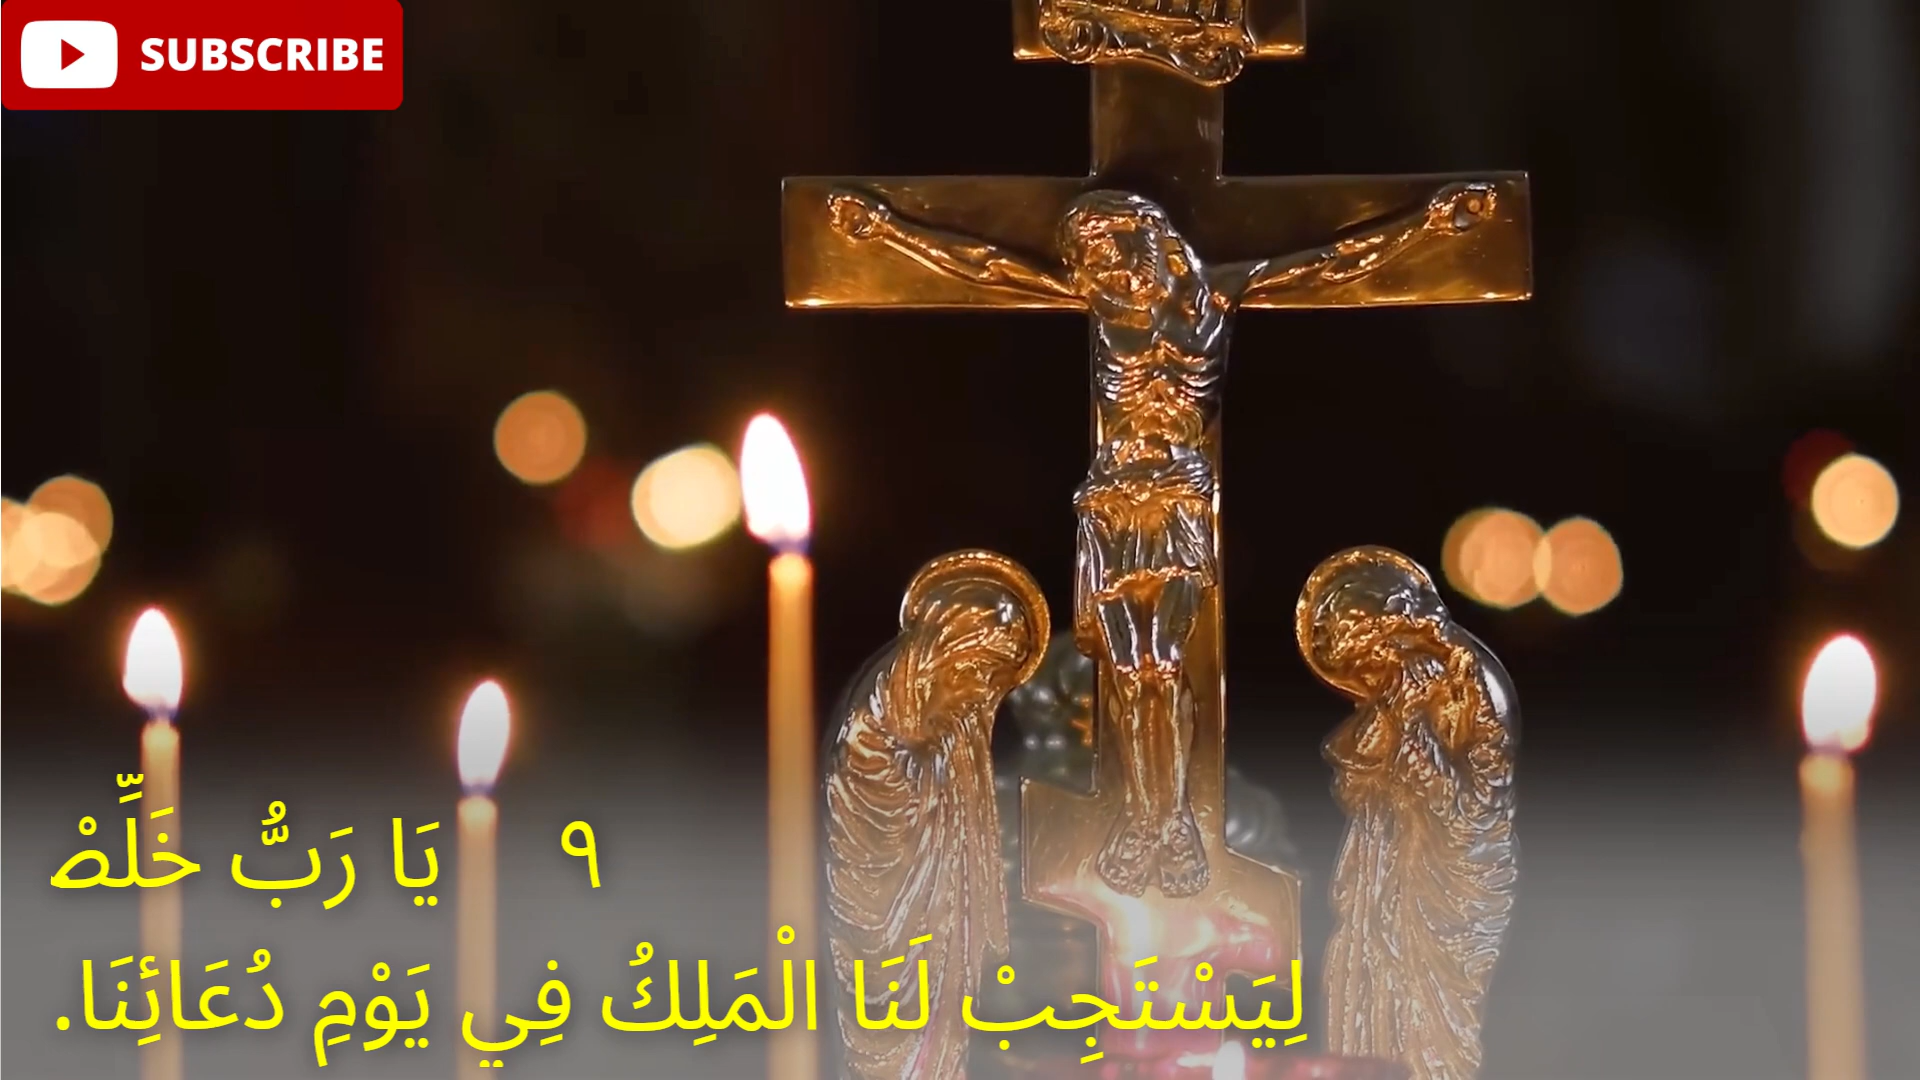 SUBSCRIBE
٩ يَا رَبُّ خَلِّصْ
لِيَسْتَجِبْ لَنَا الْمَلِكُ فِي يَوْمِ دُعَائِنَا.